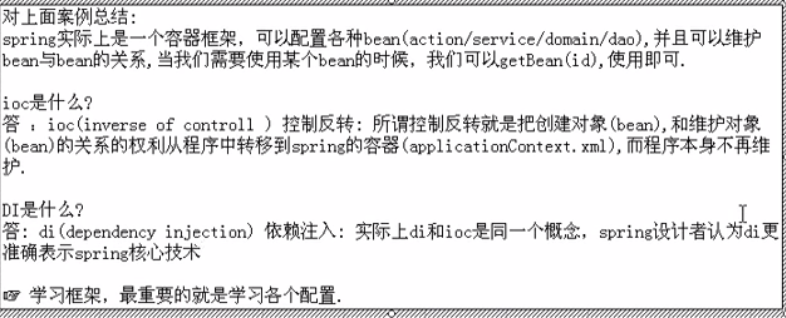 对上面案例总结:
spring实际上是一个容器框架，可以配置各种bean(action/service/domain/dao),并且可以维护
bean与bean的关系,当我们需要使用某个bean的时候，我们可以getBean(id),使用即可.
ioc是什么?
答 ：ioc(inverse of controll ) 控制反转: 所谓控制反转就是把创建对象(bean),和维护对象
(bean)的关系的权利从程序中转移到spring的容器(applicationContext.xml),而程序本身不再维
护.
DI是什么?
答: di(dependency injection) 依赖注入: 实际上di和ioc是同一个概念，spring设计者认为di更
准确表示spring核心技术
☞ 学习框架，最重要的就是学习各个配置.